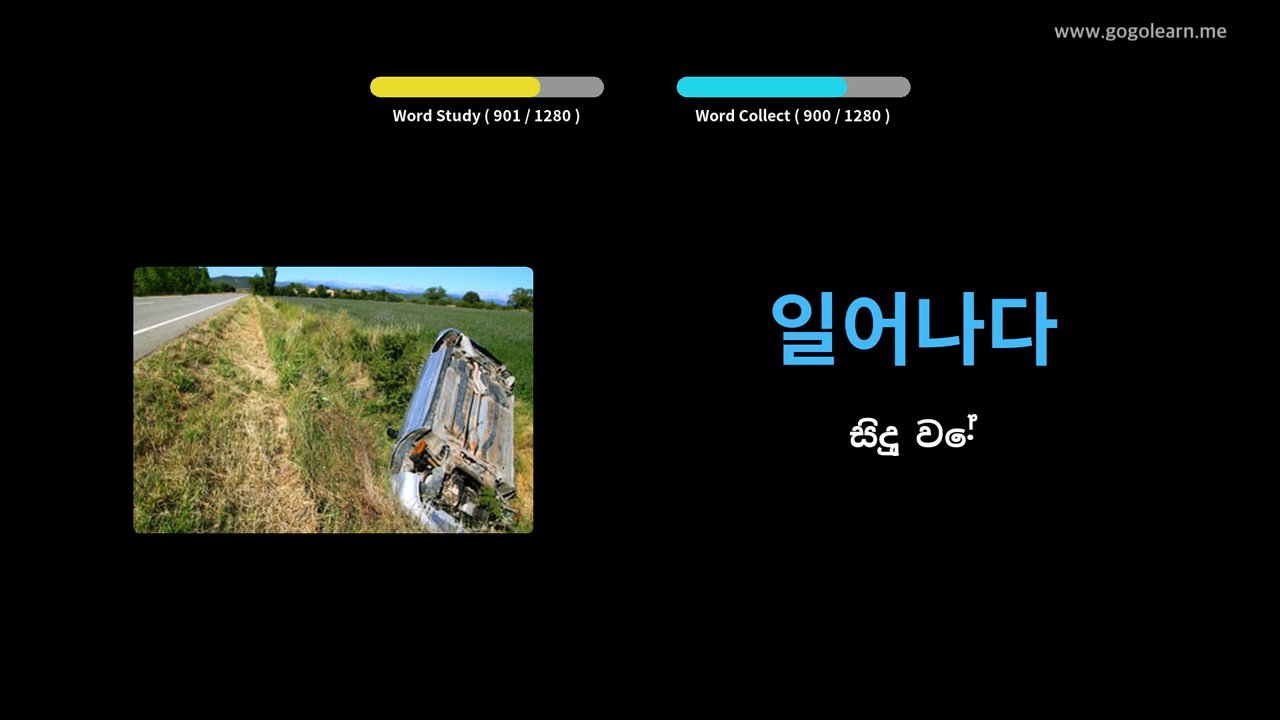 www.gogolearn.me
Word Study ( 901 / 1280 )
Word Collect ( 900 / 1280 )
일어나다
සිදු